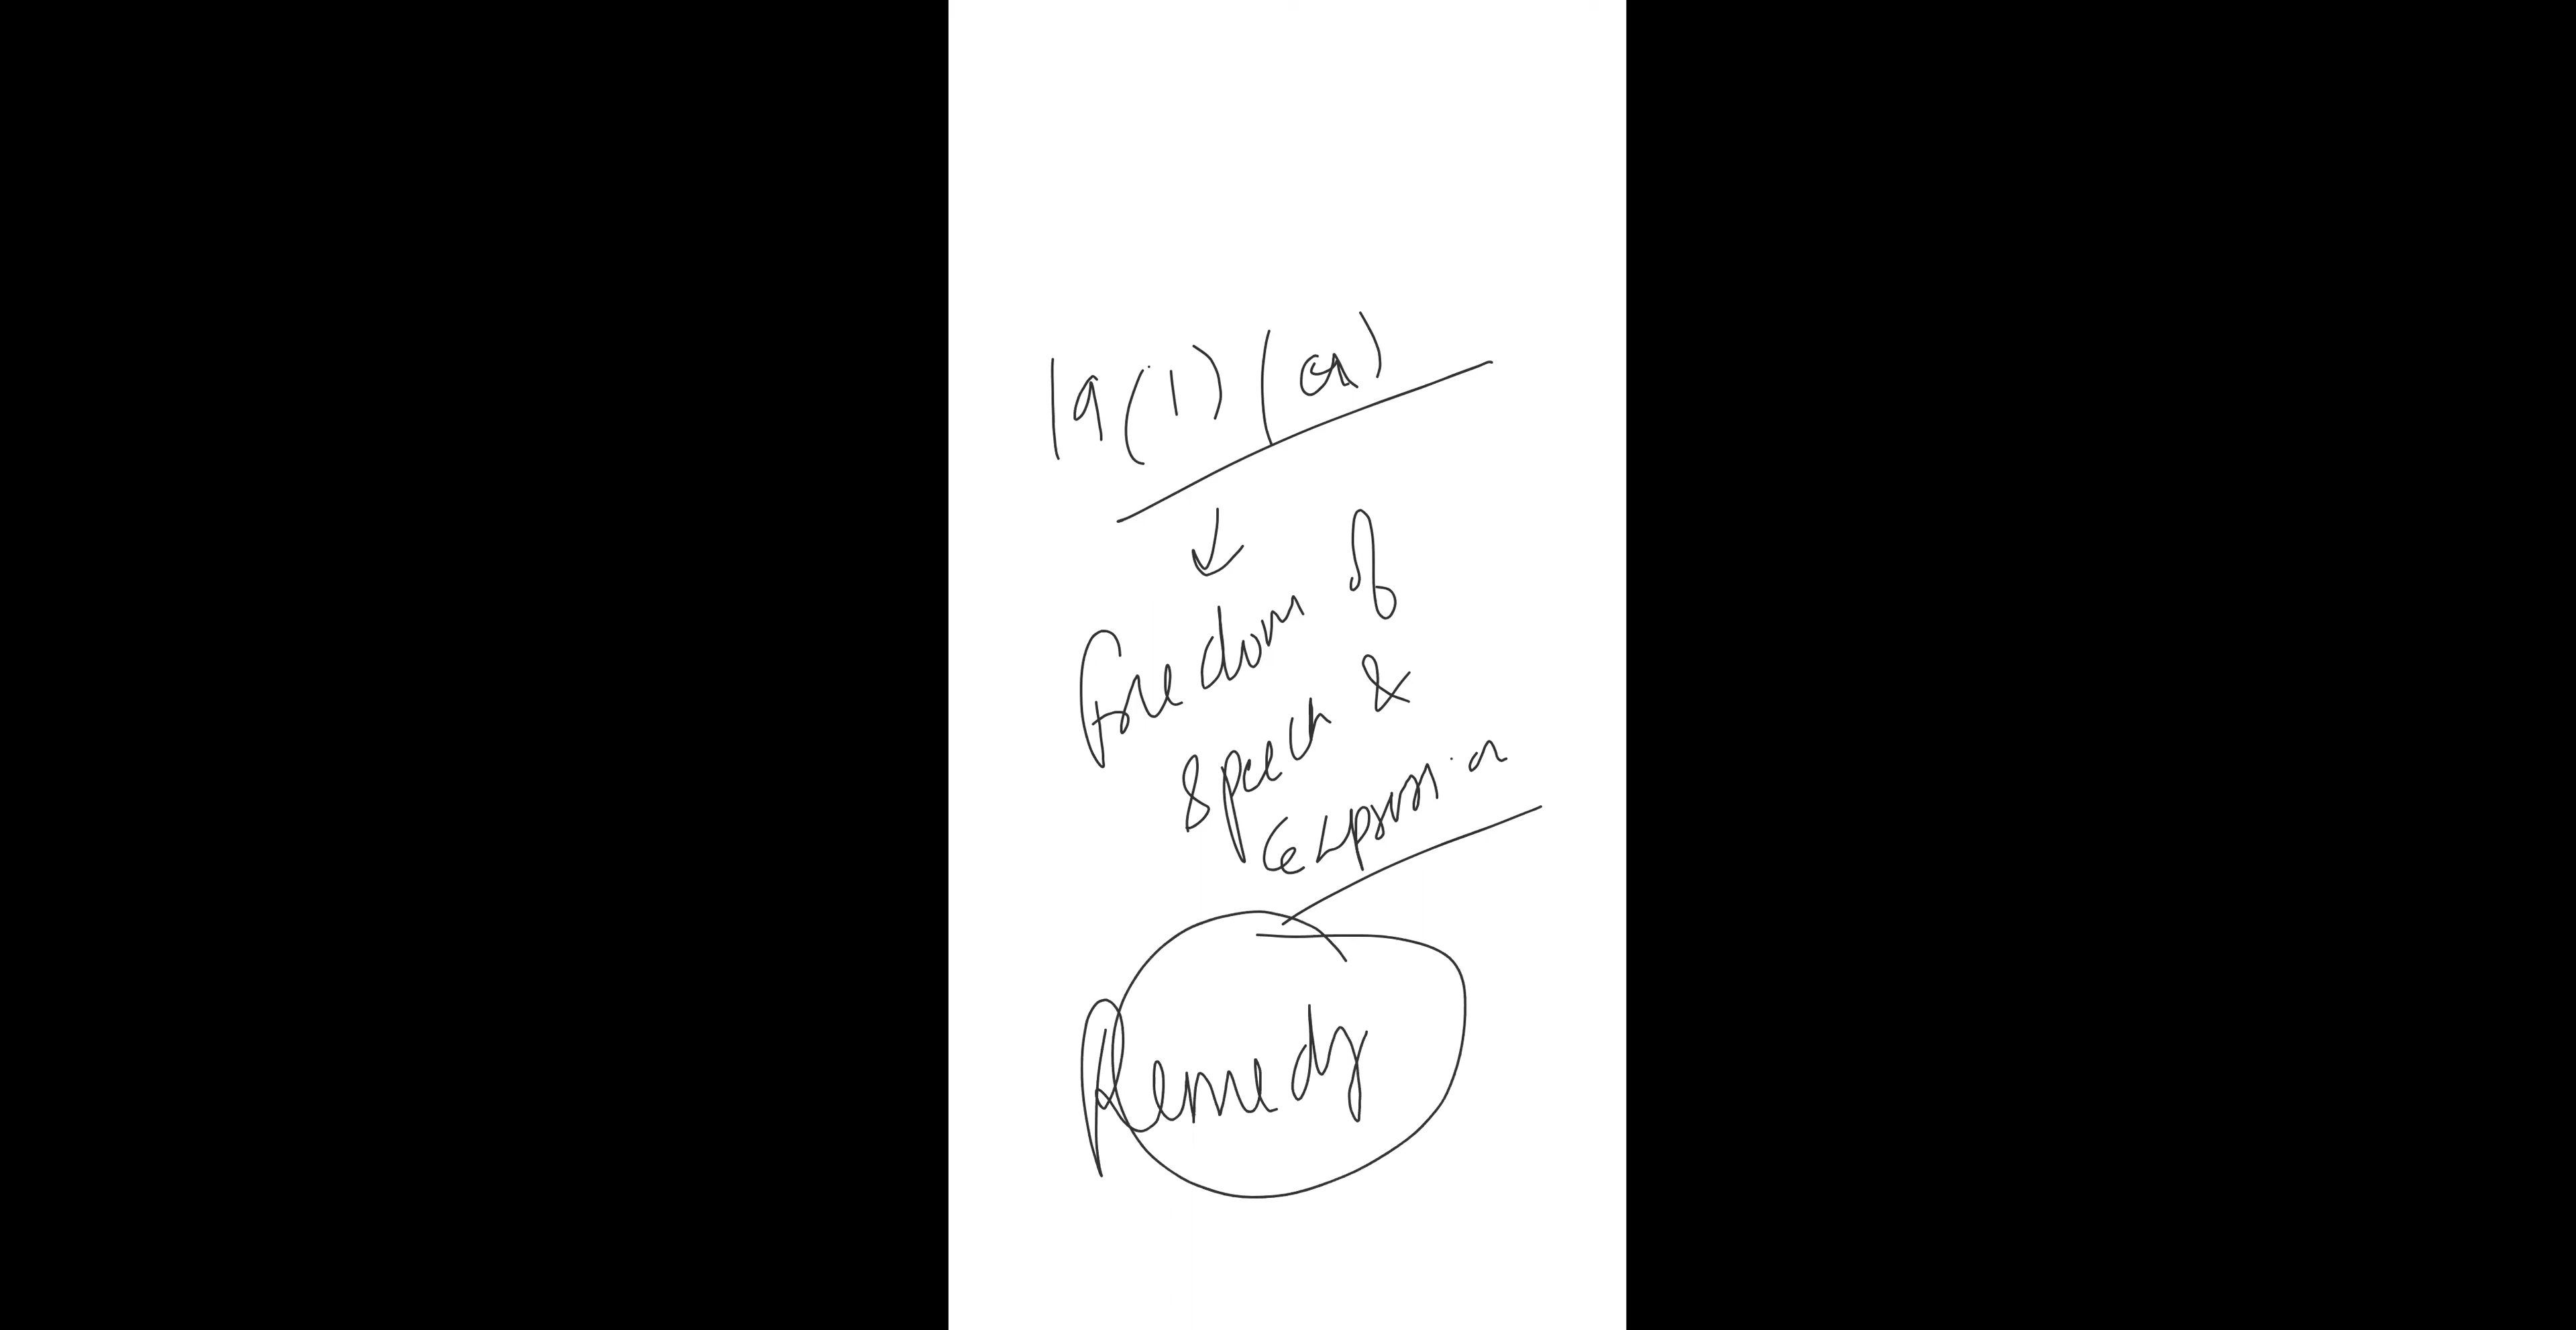 19(1)(a)
↓
Freedom of
Speech &
Expression
Remedy